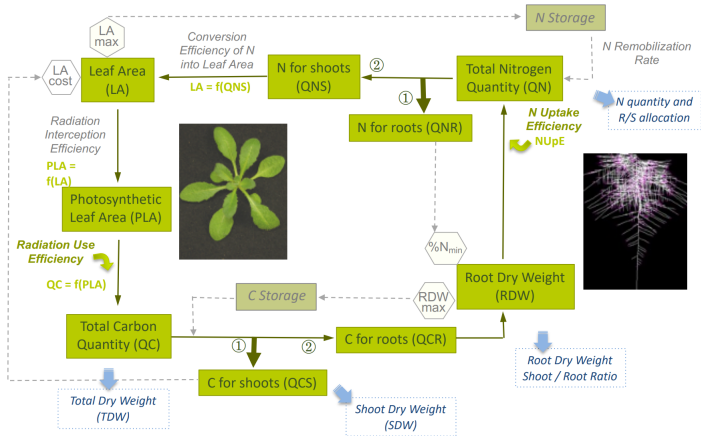 LA
max
N Storage
Conversion
Efficiency of N
into Leaf Area
N Remobilization
Rate
LA
cost
Leaf Area
(LA)
N for shoots
(QNS)
②
Total Nitrogen
Quantity (QN)
LA = f(QNS)
①
N for roots (QNR)
N quantity and
R/S allocation
N Uptake
Efficiency
NUpE
Radiation
Interception
Efficiency
PLA =
f(LA)
Photosynthetic
Leaf Area (PLA)
Radiation Use
Efficiency
QC = f(PLA)
%Nmin
Root Dry Weight
(RDW)
RDW
max
C Storage
Total Carbon
Quantity (QC)
①
②
C for roots (QCR)
C for shoots (QCS)
Root Dry Weight
Shoot / Root Ratio
Total Dry Weight
(TDW)
Shoot Dry Weight
(SDW)